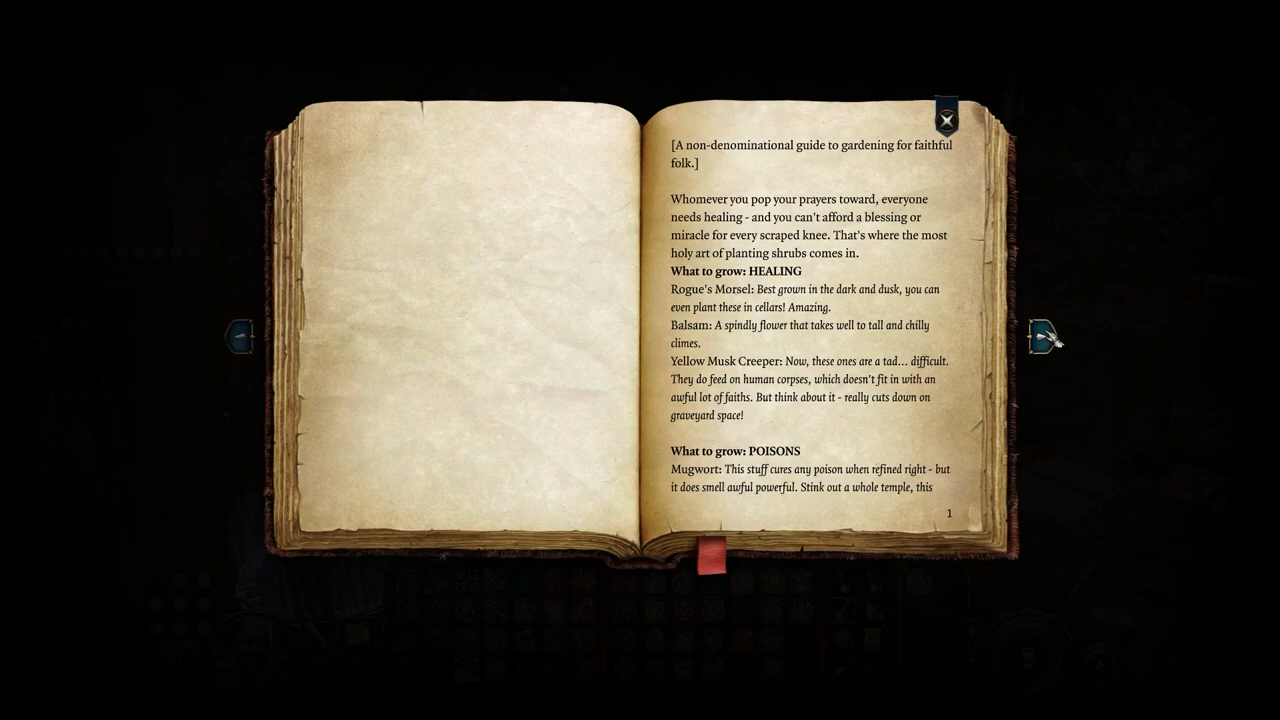 [A non-denominational guide to gardening for faithful
folk.]
Whomever you pop your prayers toward, everyone
needs healing - and you can't afford a blessing or
miracle for every scraped knee. That's where the most
holy art of planting shrubs comes in.
What to grow: HEALING
Rogue's Morsel: Best grown in the dark and dusk, you can
even plant these in cellars! Amazing.
Balsam: A spindly flower that takes well to tall and chilly
climes.
Yellow Musk Creeper: Now, these ones are a tad... difficult.
They do feed on human corpses, which doesn't fit in with an
awful lot of faiths. But think about it - really cuts down on
graveyard space!
What to grow: POISONS
Mugwort: This stuff cures any poison when refined right - but
it does smell awful powerful. Stink out a whole temple, this
1